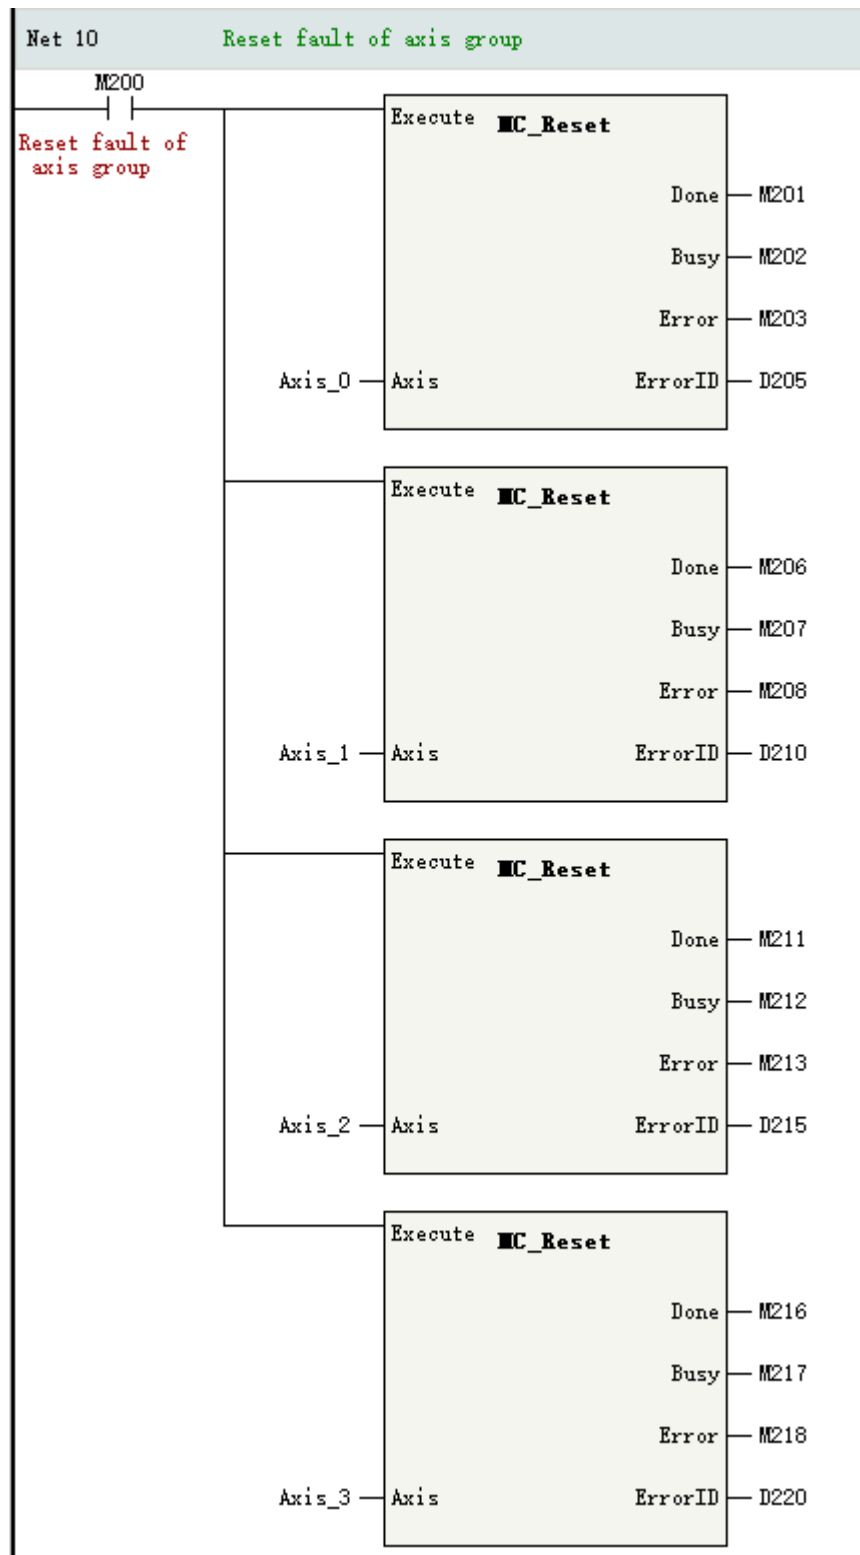 Net 10 Reset fault of axis group
M200
Reset fault of
axis group
Execute MC_Reset
Done M201
Busy M202
Error M203
Axis_0 Axis ErrorID D205
Execute MC_Reset
Done M206
Busy M207
Error M208
Axis_1 Axis ErrorID D210
Execute MC_Reset
Done M211
Busy M212
Error M213
Axis_2 Axis ErrorID D215
Execute MC_Reset
Done M216
Busy M217
Error M218
Axis_3 Axis ErrorID D220